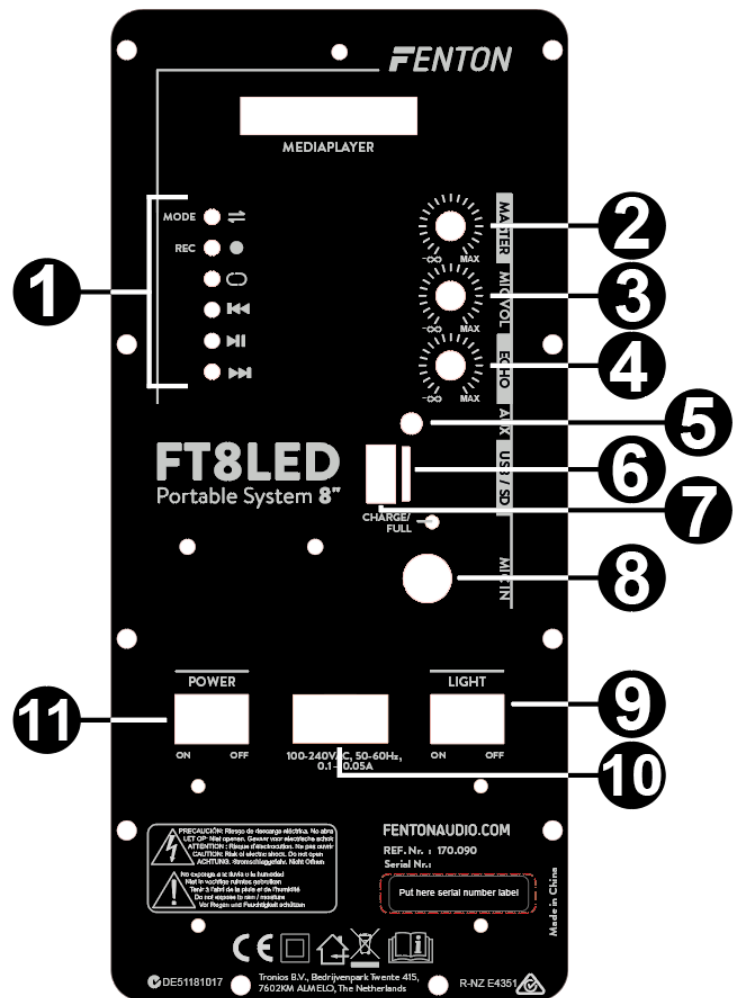 FENTON
MEDIAPLAYER
MODE
REC
MASTER
-∞ MAX
MIC VOL
-∞ MAX
ECHO
-∞ MAX
AUX
USB / SD
MIC IN
1
2
3
4
5
6
7
8
9
10
11
FT8LED
Portable System 8"
CHARGE/
FULL
POWER
ON OFF
LIGHT
ON OFF
100-240VAC, 50-60Hz,
0.1 - 0.05A
PRECAUCIÓN: Riesgo de descarga eléctrica. No abra
LET OP: Niet openen. Gevaar voor elektrische schok
ATTENTION : Risque d'électrocution. Ne pas ouvrir
CAUTION: Risk of electric shock. Do not open
ACHTUNG: Stromschlaggefahr. Nicht Öffnen
No exponga a la lluvia o la humedad
Niet in vochtige ruimtes gebruiken
Tenir à l'abri de la pluie et de l'humidité
Do not expose to rain / moisture
Vor Regen und Feuchtigkeit schützen
FENTONAUDIO.COM
REF. Nr. : 170.090
Serial Nr.:
Put here serial number label
Made in China
CE
DE51181017
Tronios B.V., Bedrijvenpark Twente 415,
7602KM ALMELO, The Netherlands
R-NZ E4351